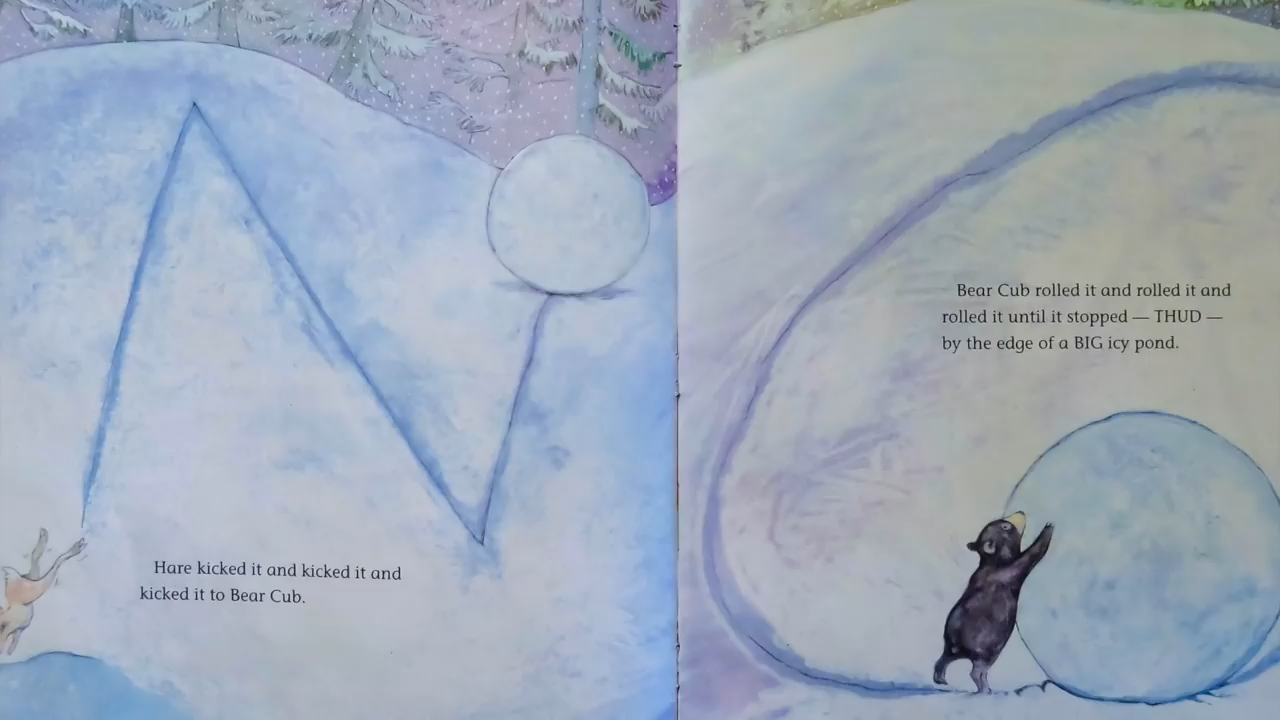 Hare kicked it and kicked it and
kicked it to Bear Cub.
Bear Cub rolled it and rolled it and
rolled it until it stopped — THUD —
by the edge of a BIG icy pond.